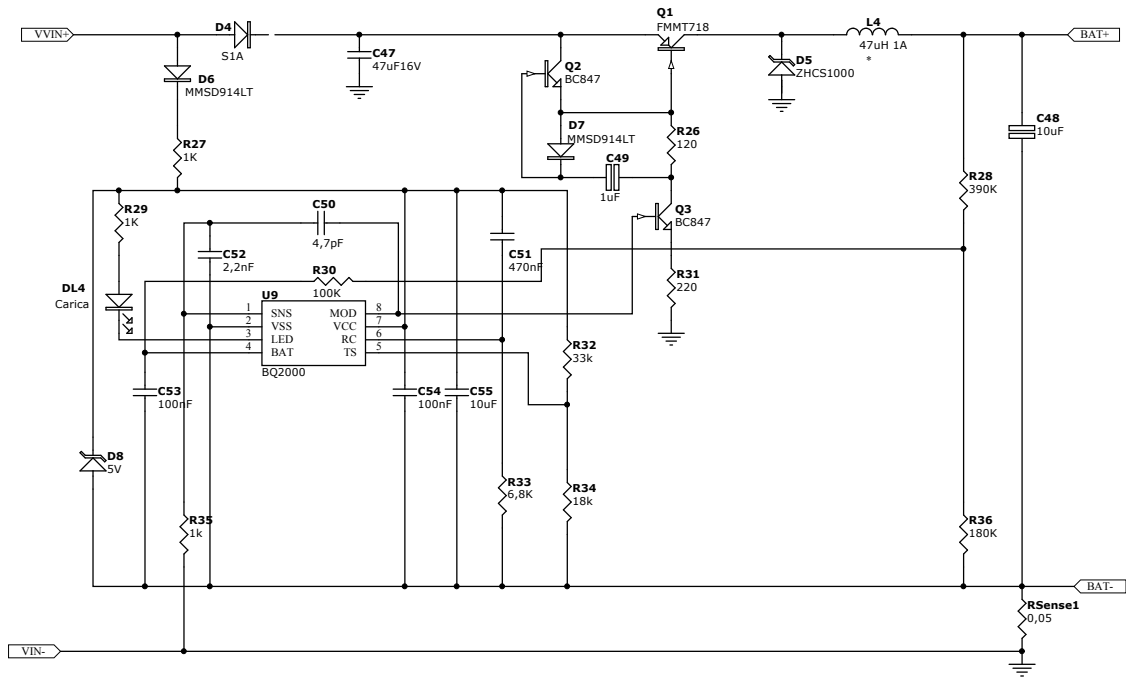 VVIN+
D4
S1A
C47
47uF16V
Q1
FMMT718
L4
47uH 1A
*
BAT+
D5
ZHCS1000
D6
MMSD914LT
Q2
BC847
D7
MMSD914LT
R26
120
C48
10uF
R27
1K
C49
1uF
R28
390K
R29
1K
C50
4,7pF
Q3
BC847
C52
2,2nF
C51
470nF
R30
100K
R31
220
DL4
Carica
U9
1 SNS MOD 8
2 VSS VCC 7
3 LED RC 6
4 BAT TS 5
BQ2000
R32
33k
C53
100nF
C54
100nF
C55
10uF
D8
5V
R33
6,8K
R34
18k
R35
1k
R36
180K
BAT-
RSense1
0,05
VIN-